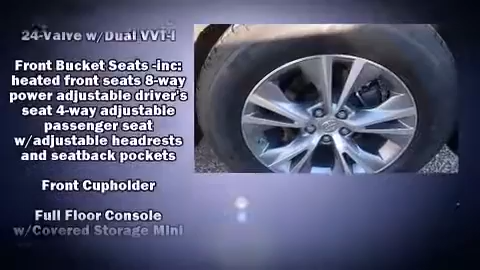 24-Valve w/Dual VVT-i
Front Bucket Seats -inc:
heated front seats 8-way
power adjustable driver's
seat 4-way adjustable
passenger seat
w/adjustable headrests
and seatback pockets
Front Cupholder
Full Floor Console
w/Covered Storage Mini